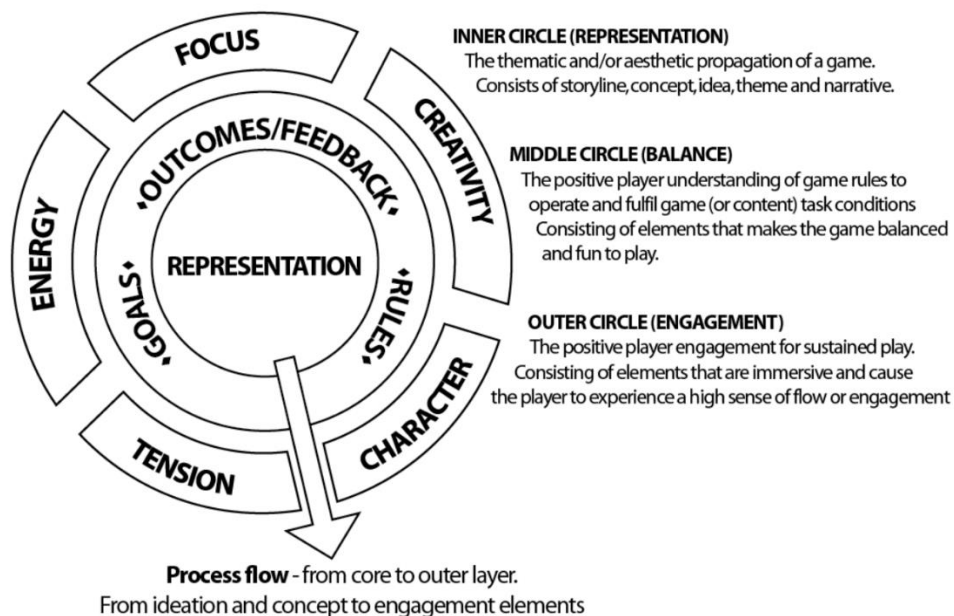 FOCUS
CREATIVITY
ENERGY
♦OUTCOMES/FEEDBACK♦
REPRESENTATION
♦GOALS♦
♦RULES♦
TENSION
CHARACTER
INNER CIRCLE (REPRESENTATION)
The thematic and/or aesthetic propagation of a game.
Consists of storyline, concept, idea, theme and narrative.
MIDDLE CIRCLE (BALANCE)
The positive player understanding of game rules to
operate and fulfil game (or content) task conditions
Consisting of elements that makes the game balanced
and fun to play.
OUTER CIRCLE (ENGAGEMENT)
The positive player engagement for sustained play.
Consisting of elements that are immersive and cause
the player to experience a high sense of flow or engagement
Process flow - from core to outer layer.
From ideation and concept to engagement elements